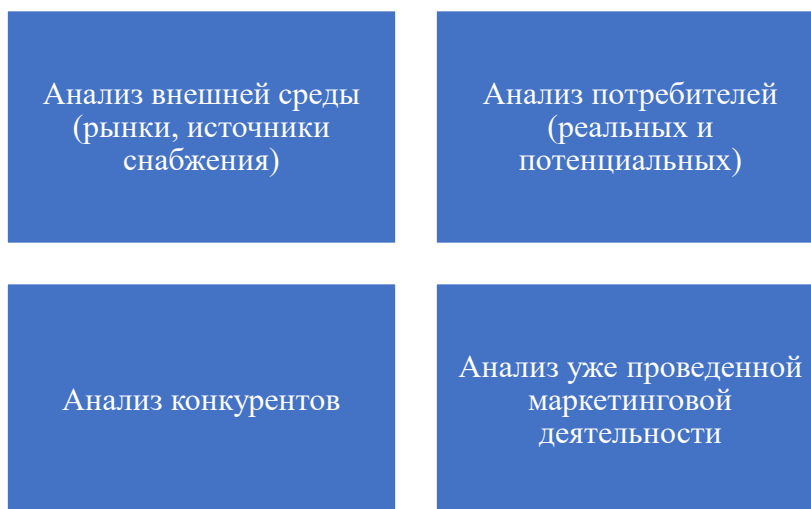 Анализ внешней среды
(рынки, источники
снабжения)
Анализ потребителей
(реальных и
потенциальных)
Анализ конкурентов
Анализ уже проведенной
маркетинговой
деятельности